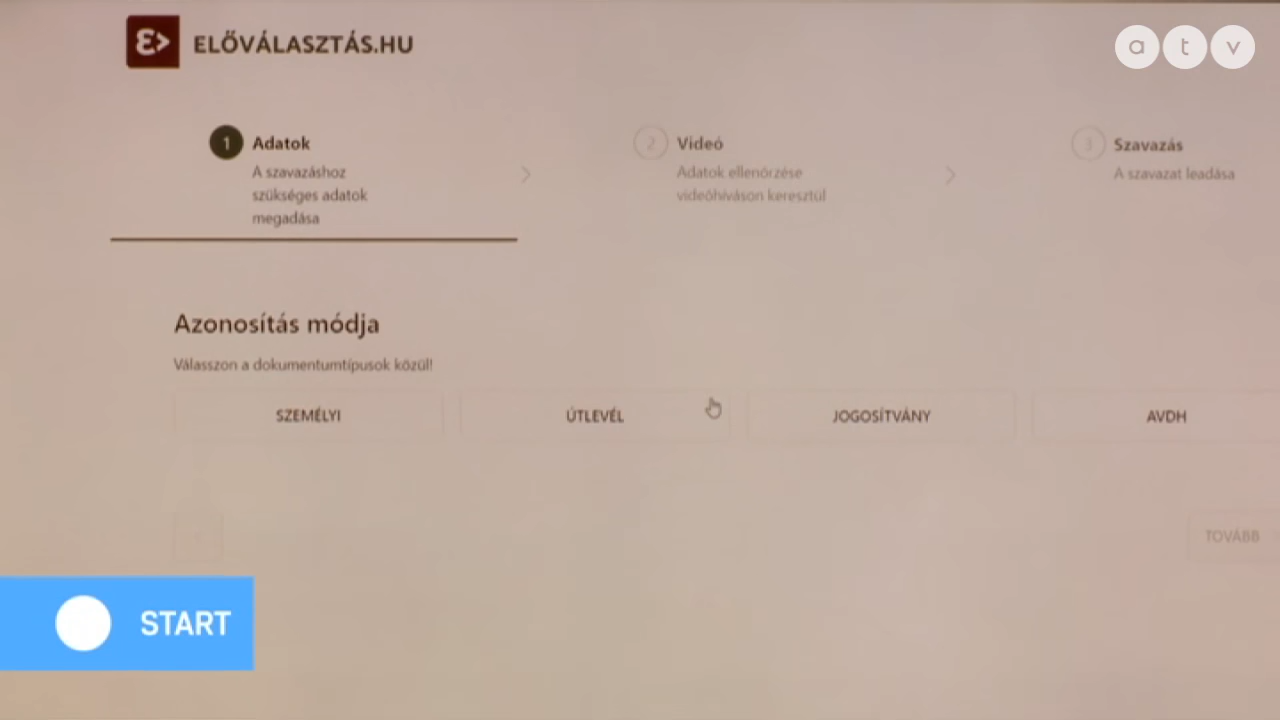 ELŐVÁLASZTÁS.HU
a t v
1 Adatok
A szavazáshoz
szükséges adatok
megadása
2 Videó
Adatok ellenőrzése
videóhíváson keresztül
3 Szavazás
A szavazat leadása
Azonosítás módja
Válasszon a dokumentumtípusok közül!
SZEMÉLYI
ÚTLEVÉL
JOGOSÍTVÁNY
AVDH
TOVÁBB
START